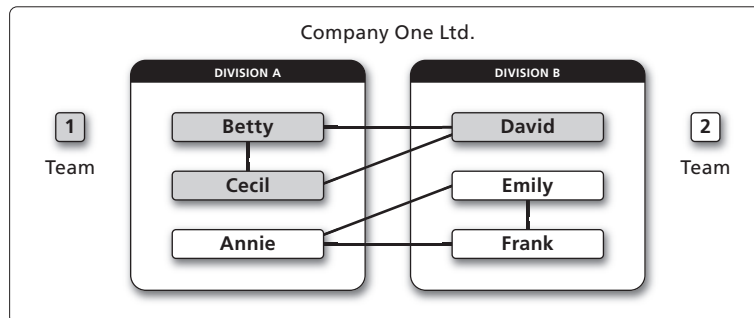 Company One Ltd.
DIVISION A
DIVISION B
1
Team
Betty
Cecil
Annie
David
Emily
Frank
2
Team